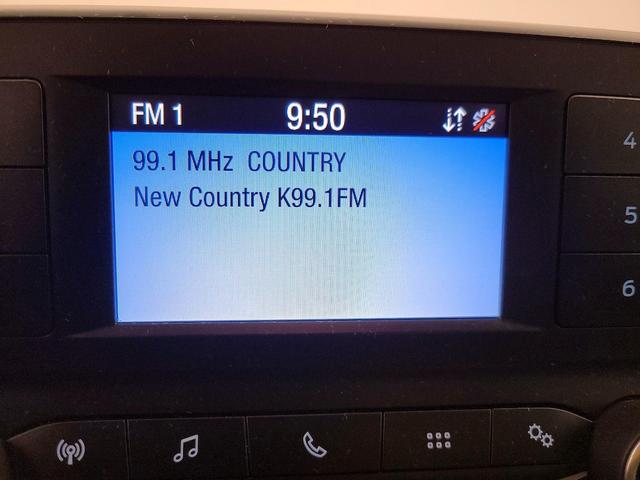 FM 1 9:50
99.1 MHz COUNTRY
New Country K99.1FM
4
5
6